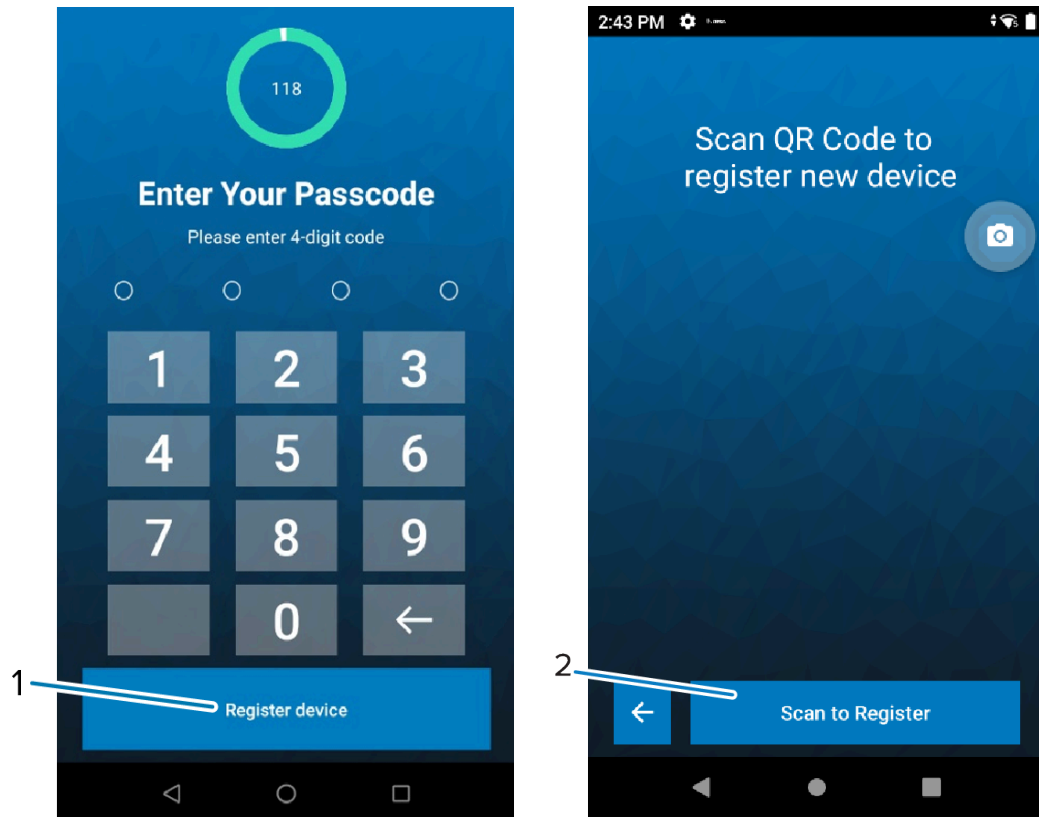 118
Enter Your Passcode
Please enter 4-digit code
1 2 3
4 5 6
7 8 9
0
1
Register device
2:43 PM
Scan QR Code to
register new device
2
Scan to Register